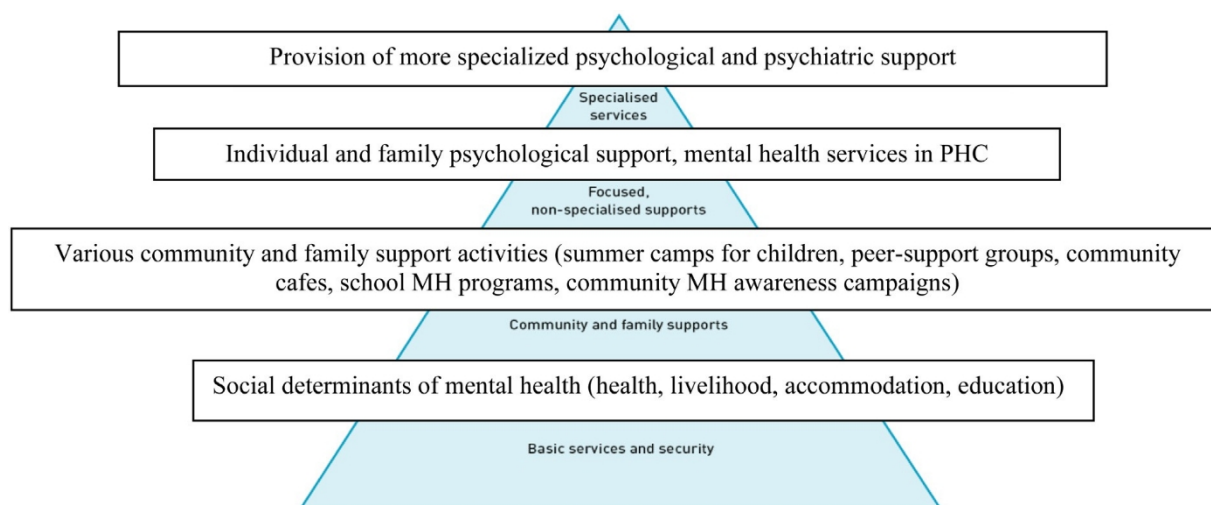 Provision of more specialized psychological and psychiatric support
Specialised
services
Individual and family psychological support, mental health services in PHC
Focused,
non-specialised supports
Various community and family support activities (summer camps for children, peer-support groups, community
cafes, school MH programs, community MH awareness campaigns)
Community and family supports
Social determinants of mental health (health, livelihood, accommodation, education)
Basic services and security